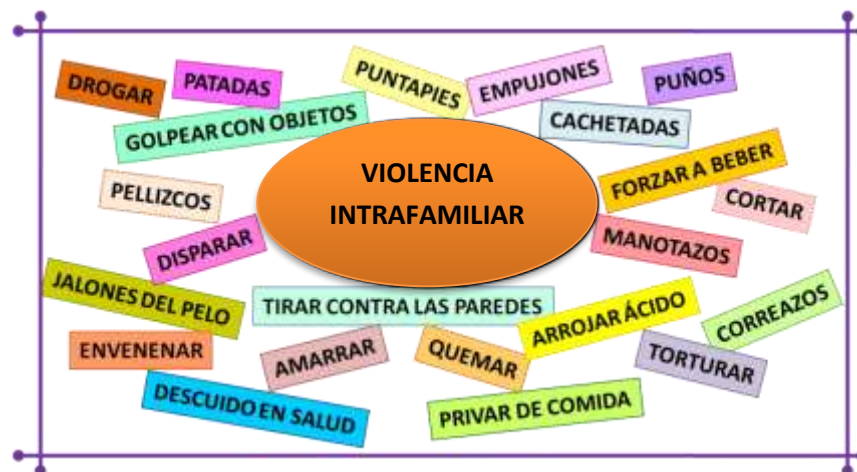 DROGAR
PATADAS
PUNTAPIES
EMPUJONES
PUÑOS
GOLPEAR CON OBJETOS
CACHETADAS
VIOLENCIA
INTRAFAMILIAR
FORZAR A BEBER
PELLIZCOS
CORTAR
DISPARAR
MANOTAZOS
JALONES DEL PELO
TIRAR CONTRA LAS PAREDES
ARROJAR ÁCIDO
CORREAZOS
ENVENENAR
AMARRAR
QUEMAR
TORTURAR
DESCUIDO EN SALUD
PRIVAR DE COMIDA